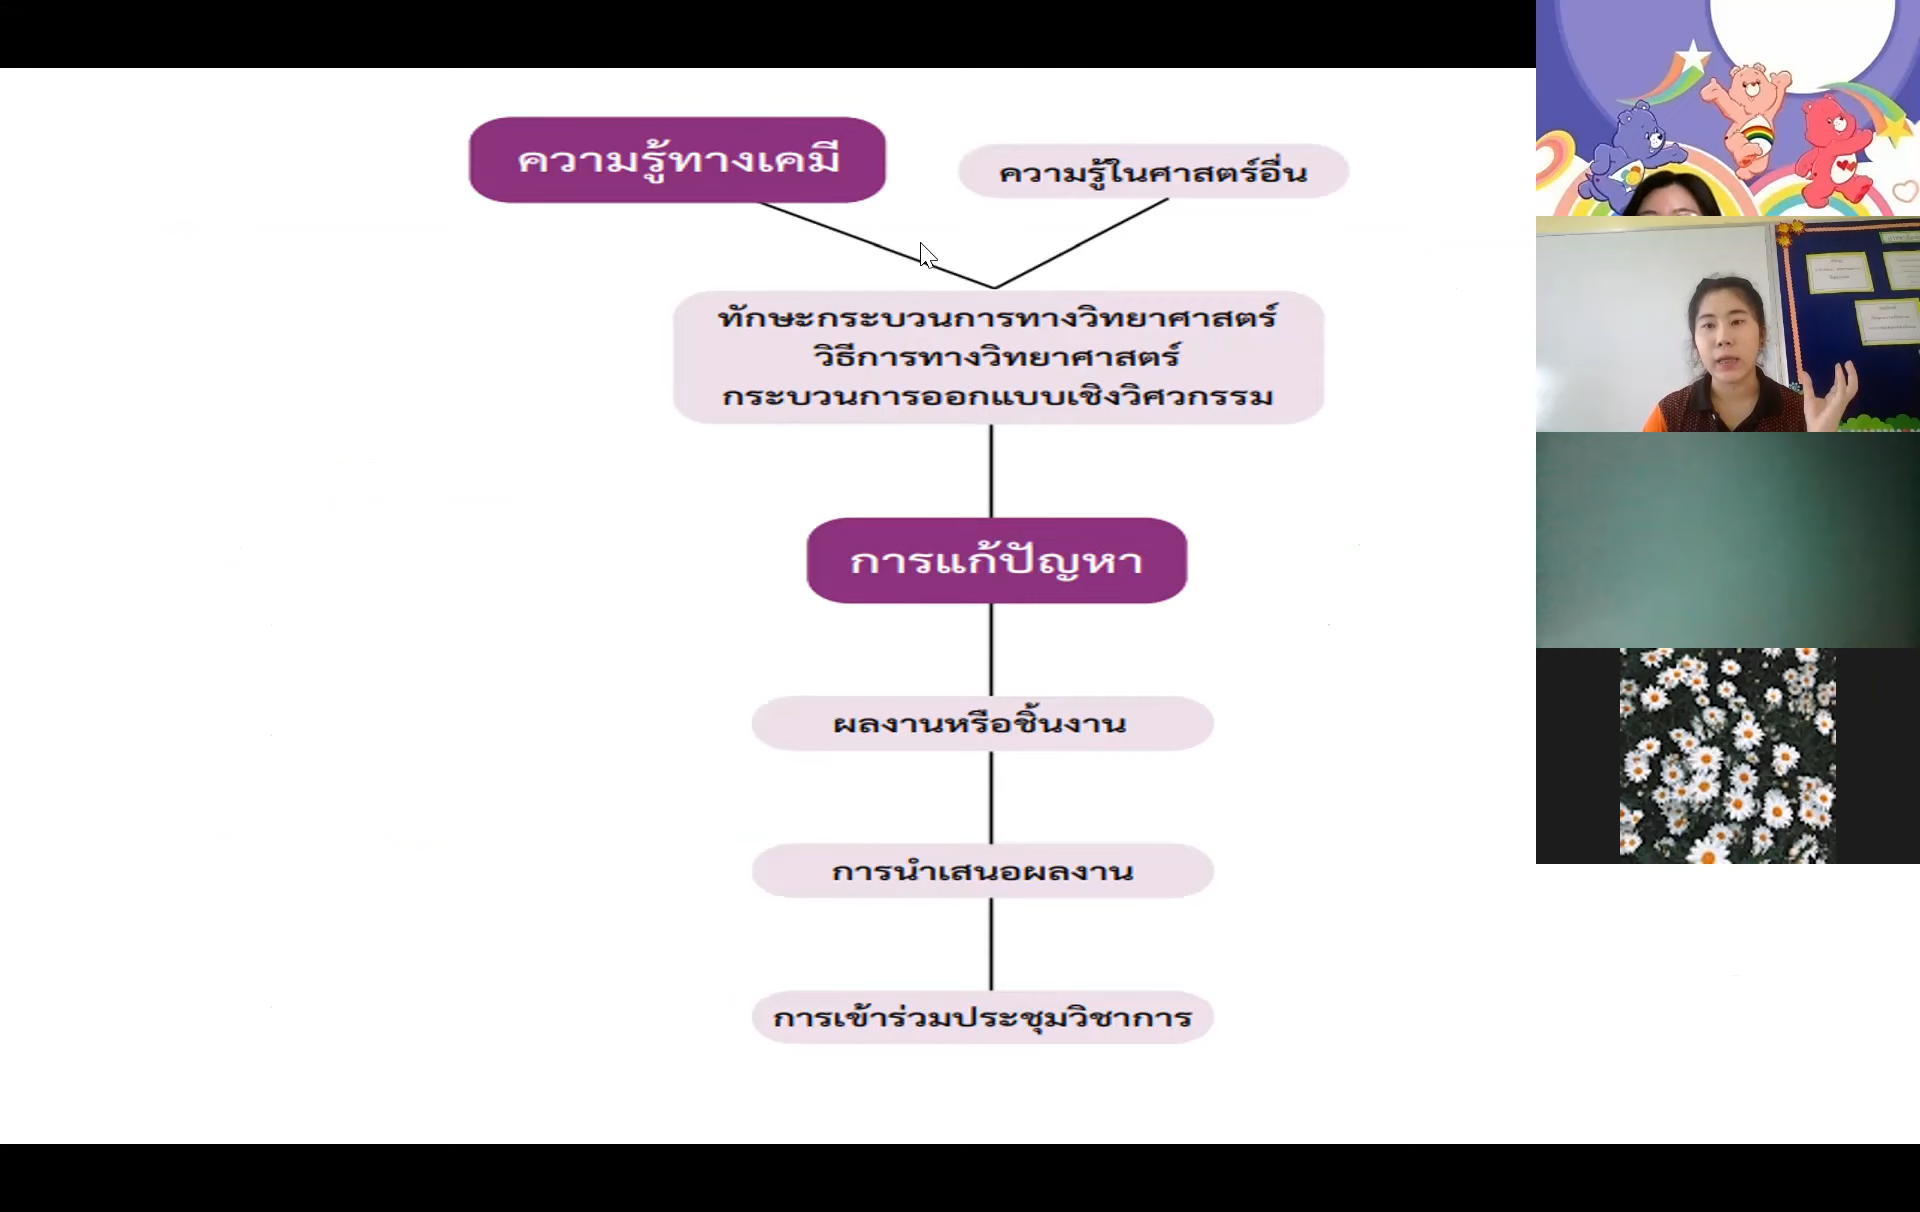 ความรู้ทางเคมี
ความรู้ในศาสตร์อื่น
ทักษะกระบวนการทางวิทยาศาสตร์
วิธีการทางวิทยาศาสตร์
กระบวนการออกแบบเชิงวิศวกรรม
การแก้ปัญหา
ผลงานหรือชิ้นงาน
การนำเสนอผลงาน
การเข้าร่วมประชุมวิชาการ